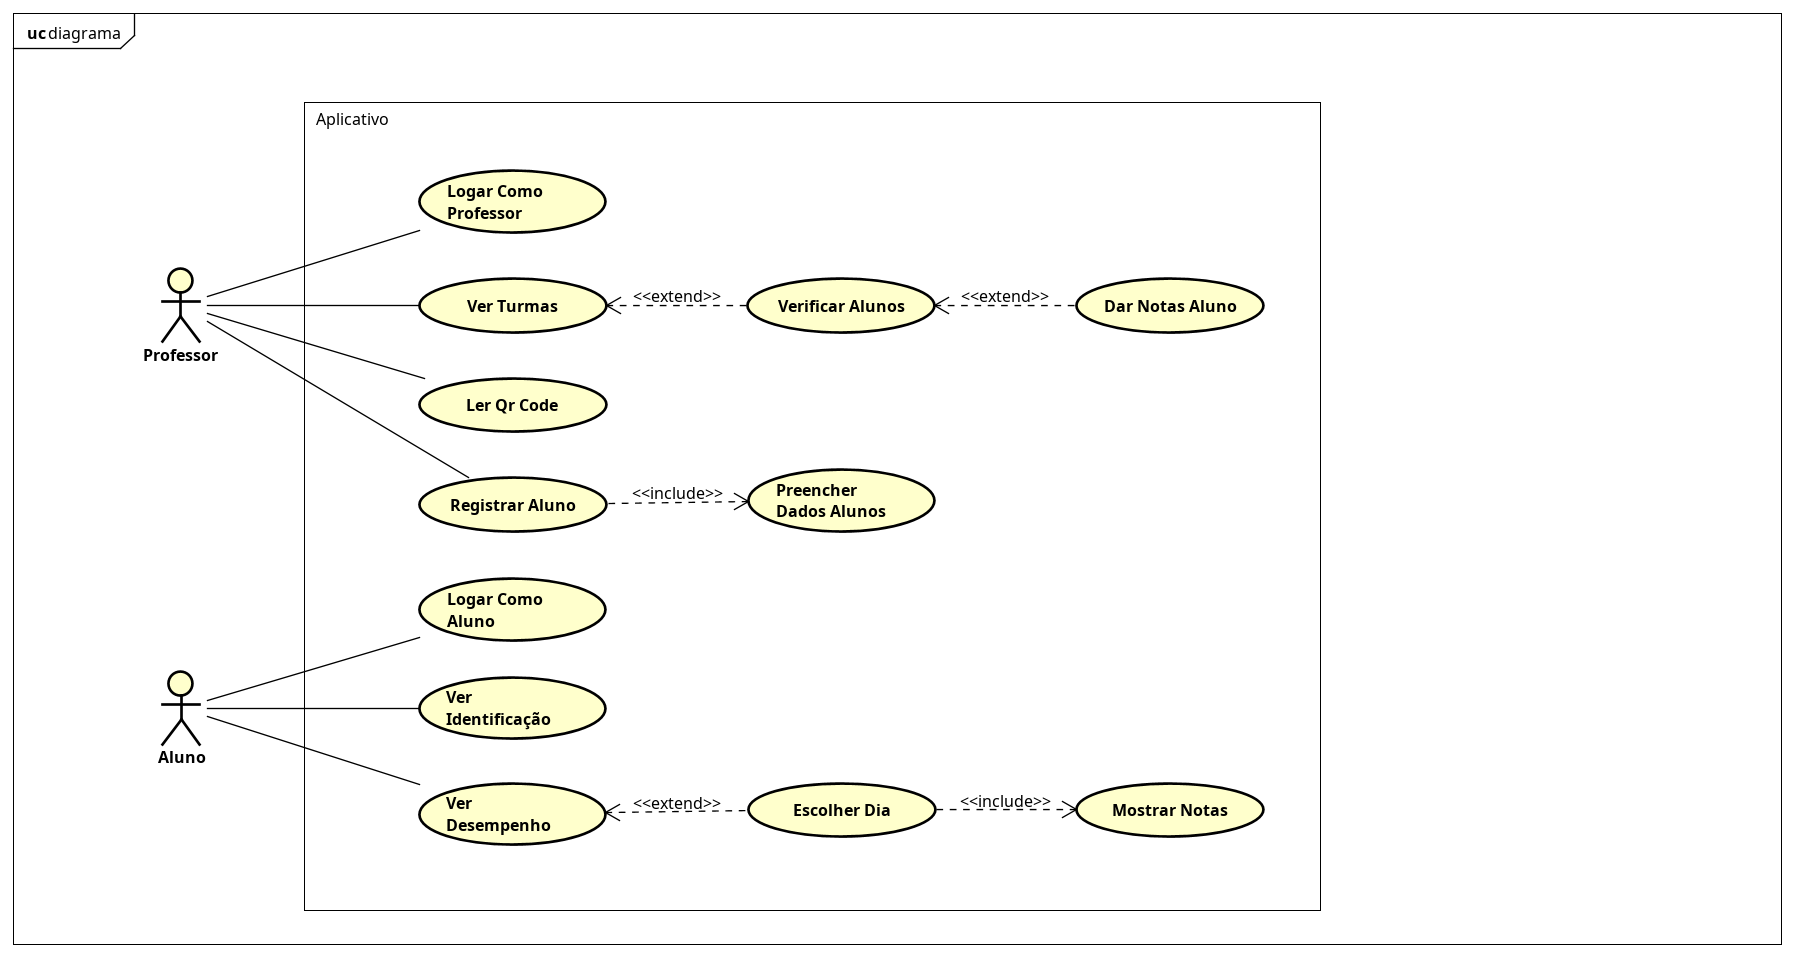 uc diagrama
Aplicativo
Logar Como
Professor
Ver Turmas
<<extend>>
Verificar Alunos
<<extend>>
Dar Notas Aluno
Professor
Ler Qr Code
Registrar Aluno
<<include>>
Preencher
Dados Alunos
Logar Como
Aluno
Ver
Identificação
Aluno
Ver
Desempenho
<<extend>>
Escolher Dia
<<include>>
Mostrar Notas